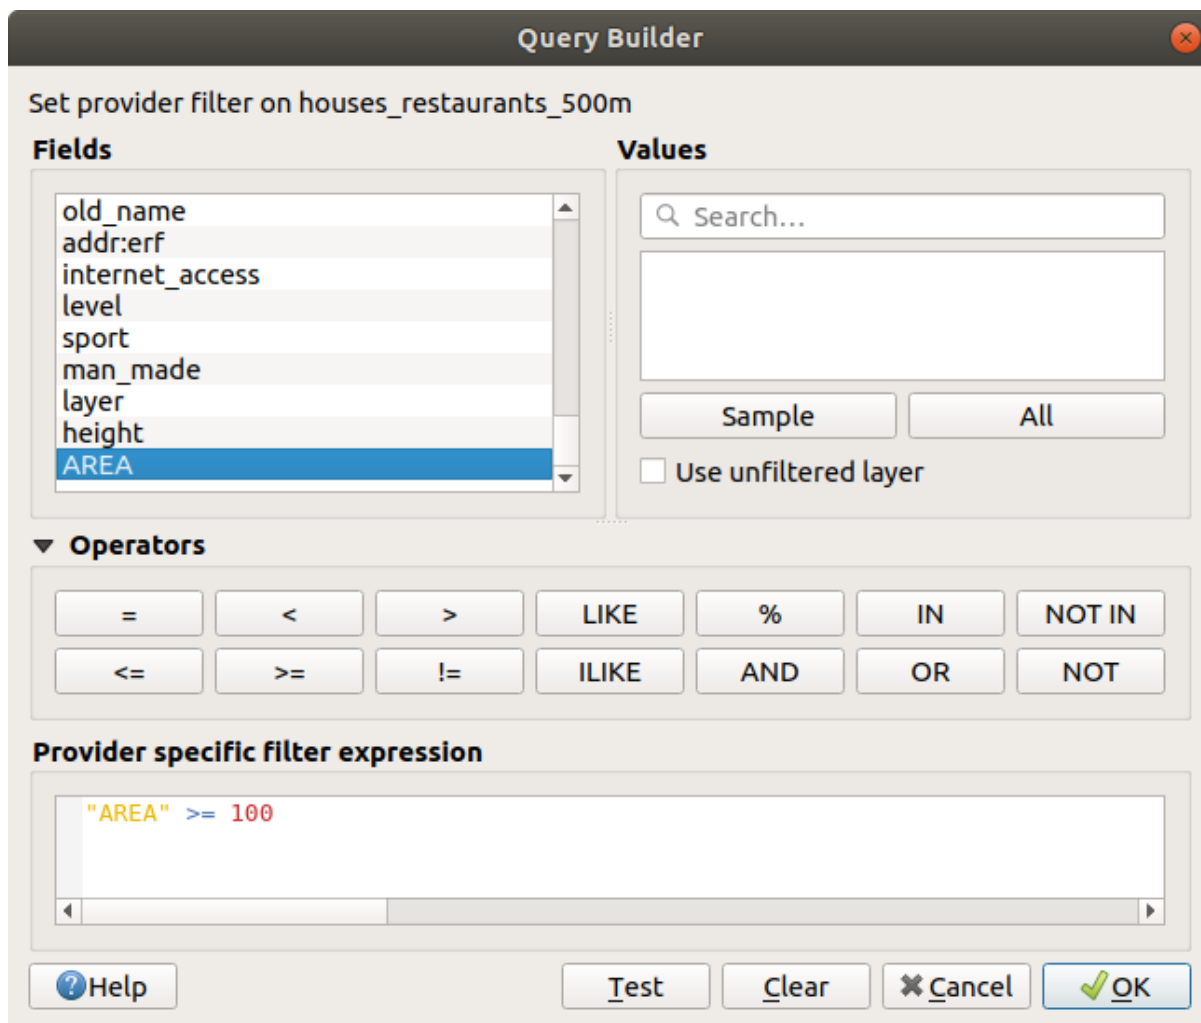 Query Builder
Set provider filter on houses_restaurants_500m
Fields
Values
old_name
addr:erf
internet_access
level
sport
man_made
layer
height
AREA
Search...
Sample
All
Use unfiltered layer
Operators
= < > LIKE % IN NOT IN
<= >= != ILIKE AND OR NOT
Provider specific filter expression
"AREA" >= 100
Help
Test
Clear
Cancel
OK